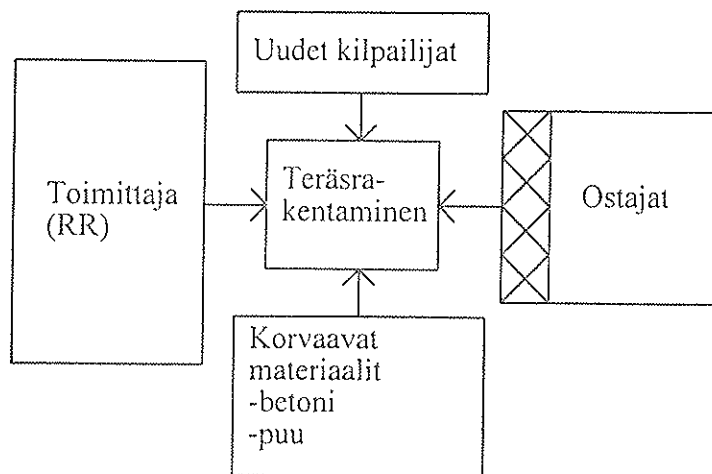 Uudet kilpailijat
Toimittaja
(RR)
Teräsra-
kentaminen
Ostajat
Korvaavat
materiaalit
-betoni
-puu